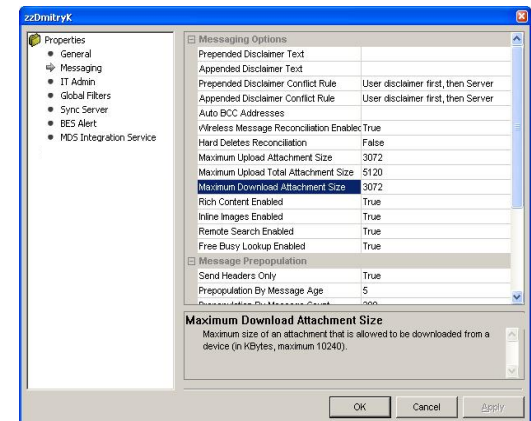 zzDmitryK
Properties
General
Messaging
IT Admin
Global Filters
Sync Server
BES Alert
MDS Integration Service
Messaging Options
Prepended Disclaimer Text
Appended Disclaimer Text
Prepended Disclaimer Conflict Rule User disclaimer first, then Server
Appended Disclaimer Conflict Rule User disclaimer first, then Server
Auto BCC Addresses
Wireless Message Reconciliation Enabled True
Hard Deletes Reconciliation False
Maximum Upload Attachment Size 3072
Maximum Upload Total Attachment Size 5120
Maximum Download Attachment Size 3072
Rich Content Enabled True
Inline Images Enabled True
Remote Search Enabled True
Free Busy Lookup Enabled True
Message Prepopulation
Send Headers Only True
Prepopulation By Message Age 5
Prepopulation By Message Count 200
Maximum Download Attachment Size
Maximum size of an attachment that is allowed to be downloaded from a
device (in KBytes, maximum 10240).
OK Cancel Apply